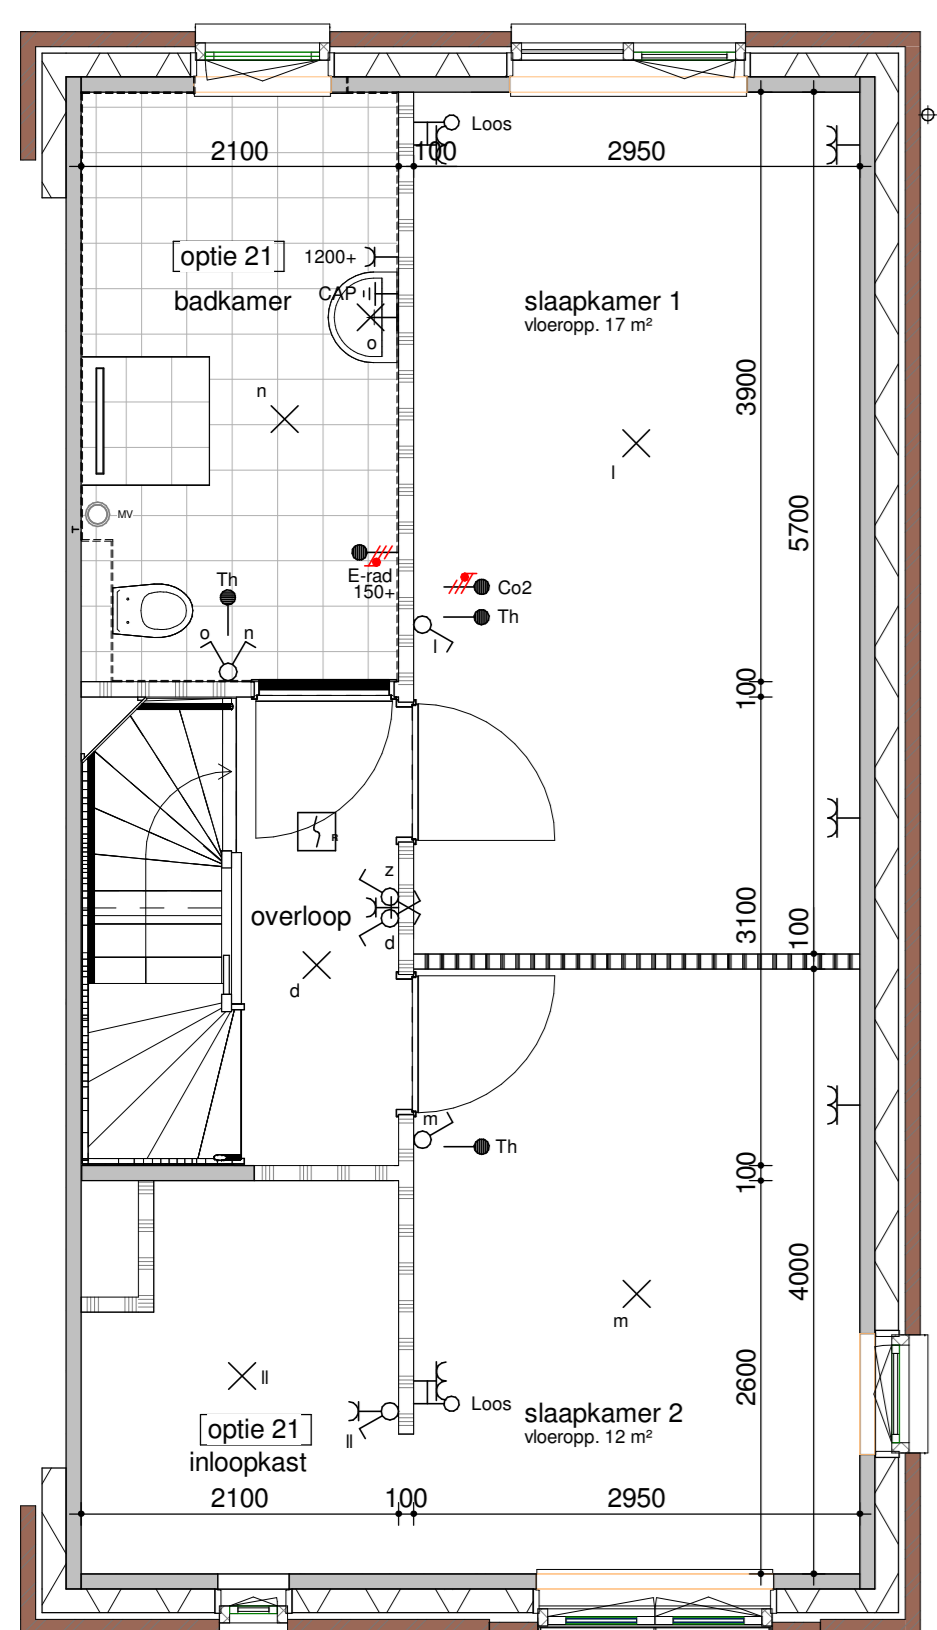 Loos
2100
100
2950
optie 21
1200+
badkamer
CAP
o
slaapkamer 1
vloeropp. 17 m²
3900
n
l
5700
MV
T
E-rad
150+
Th
Co2
Th
o
n
l
100
R
z
overloop
d
d
3100
100
m
Th
100
4000
m
ll
2600
optie 21
inloopkast
ll
Loos
slaapkamer 2
vloeropp. 12 m²
2100
100
2950